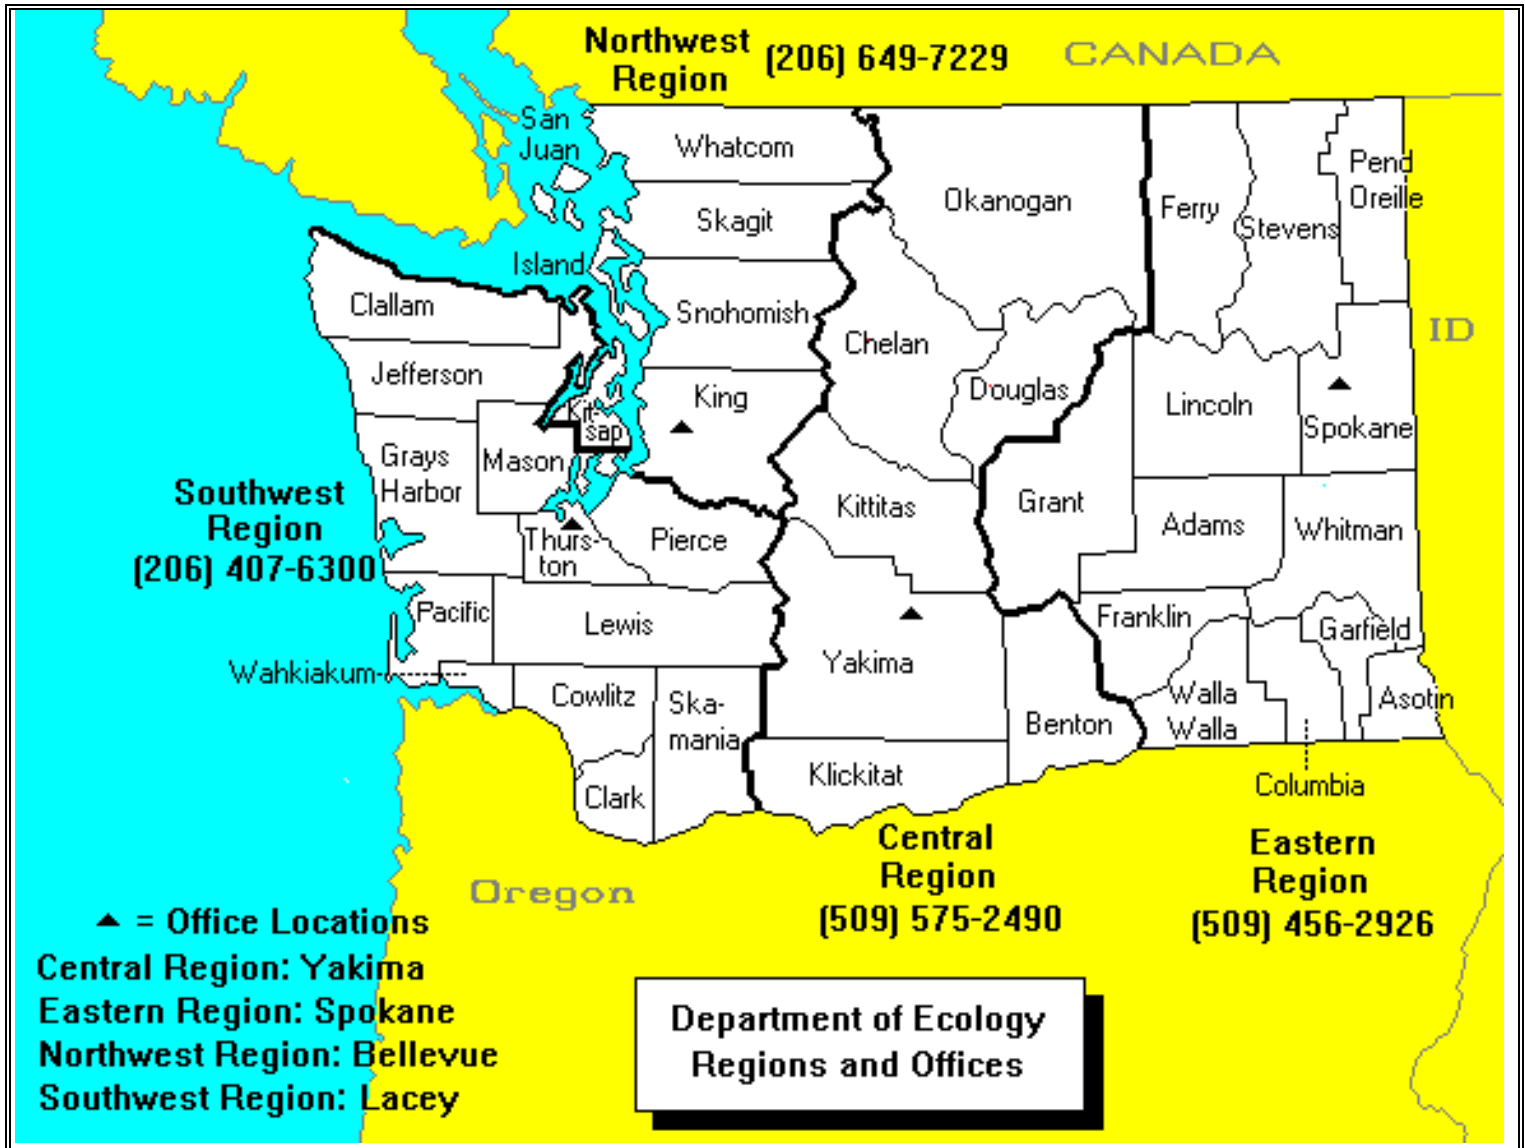 Northwest
Region
(206) 649-7229
CANADA
San
Juan
Whatcom
Okanogan
Ferry
Stevens
Pend
Oreille
Skagit
Island
Clallam
Snohomish
Chelan
Douglas
ID
Jefferson
King
Kit-
sap
Lincoln
Spokane
Grays
Harbor
Mason
Southwest
Region
(206) 407-6300
Kittitas
Grant
Adams
Whitman
Thurs-
ton
Pierce
Pacific
Lewis
Franklin
Garfield
Wahkiakum
Yakima
Cowlitz
Ska-
mania
Benton
Walla
Walla
Asotin
Klickitat
Clark
Columbia
Central
Region
(509) 575-2490
Eastern
Region
(509) 456-2926
Oregon
▲ = Office Locations
Central Region: Yakima
Eastern Region: Spokane
Northwest Region: Bellevue
Southwest Region: Lacey
Department of Ecology
Regions and Offices